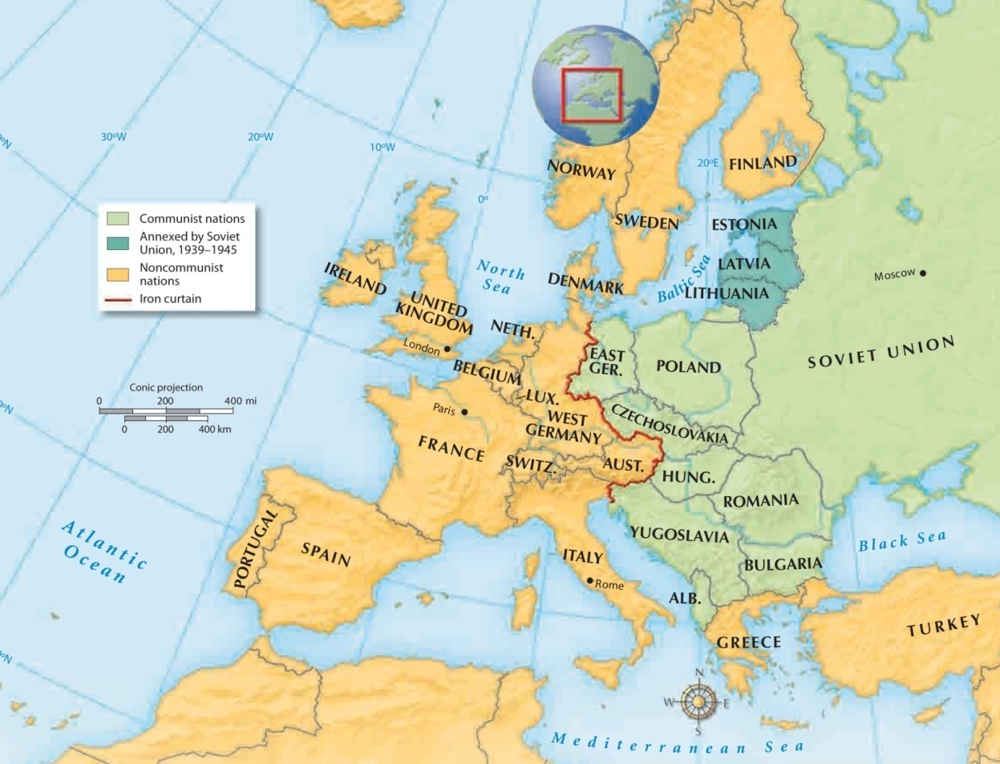 30°W
20°W
10°W
0°
20°E
NORWAY
SWEDEN
FINLAND
ESTONIA
LATVIA
LITHUANIA
Baltic Sea
Moscow
SOVIET UNION
Communist nations
Annexed by Soviet
Union, 1939–1945
Noncommunist
nations
Iron curtain
North
Sea
IRELAND
UNITED
KINGDOM
London
DENMARK
NETH.
BELGIUM
LUX.
EAST
GER.
POLAND
Conic projection
0 200 400 mi
0 200 400 km
Paris
FRANCE
WEST
GERMANY
CZECHOSLOVAKIA
SWITZ.
AUST.
HUNG.
ROMANIA
YUGOSLAVIA
BULGARIA
Black Sea
Atlantic
Ocean
PORTUGAL
SPAIN
ITALY
Rome
ALB.
GREECE
TURKEY
N
W E
S
Mediterranean Sea